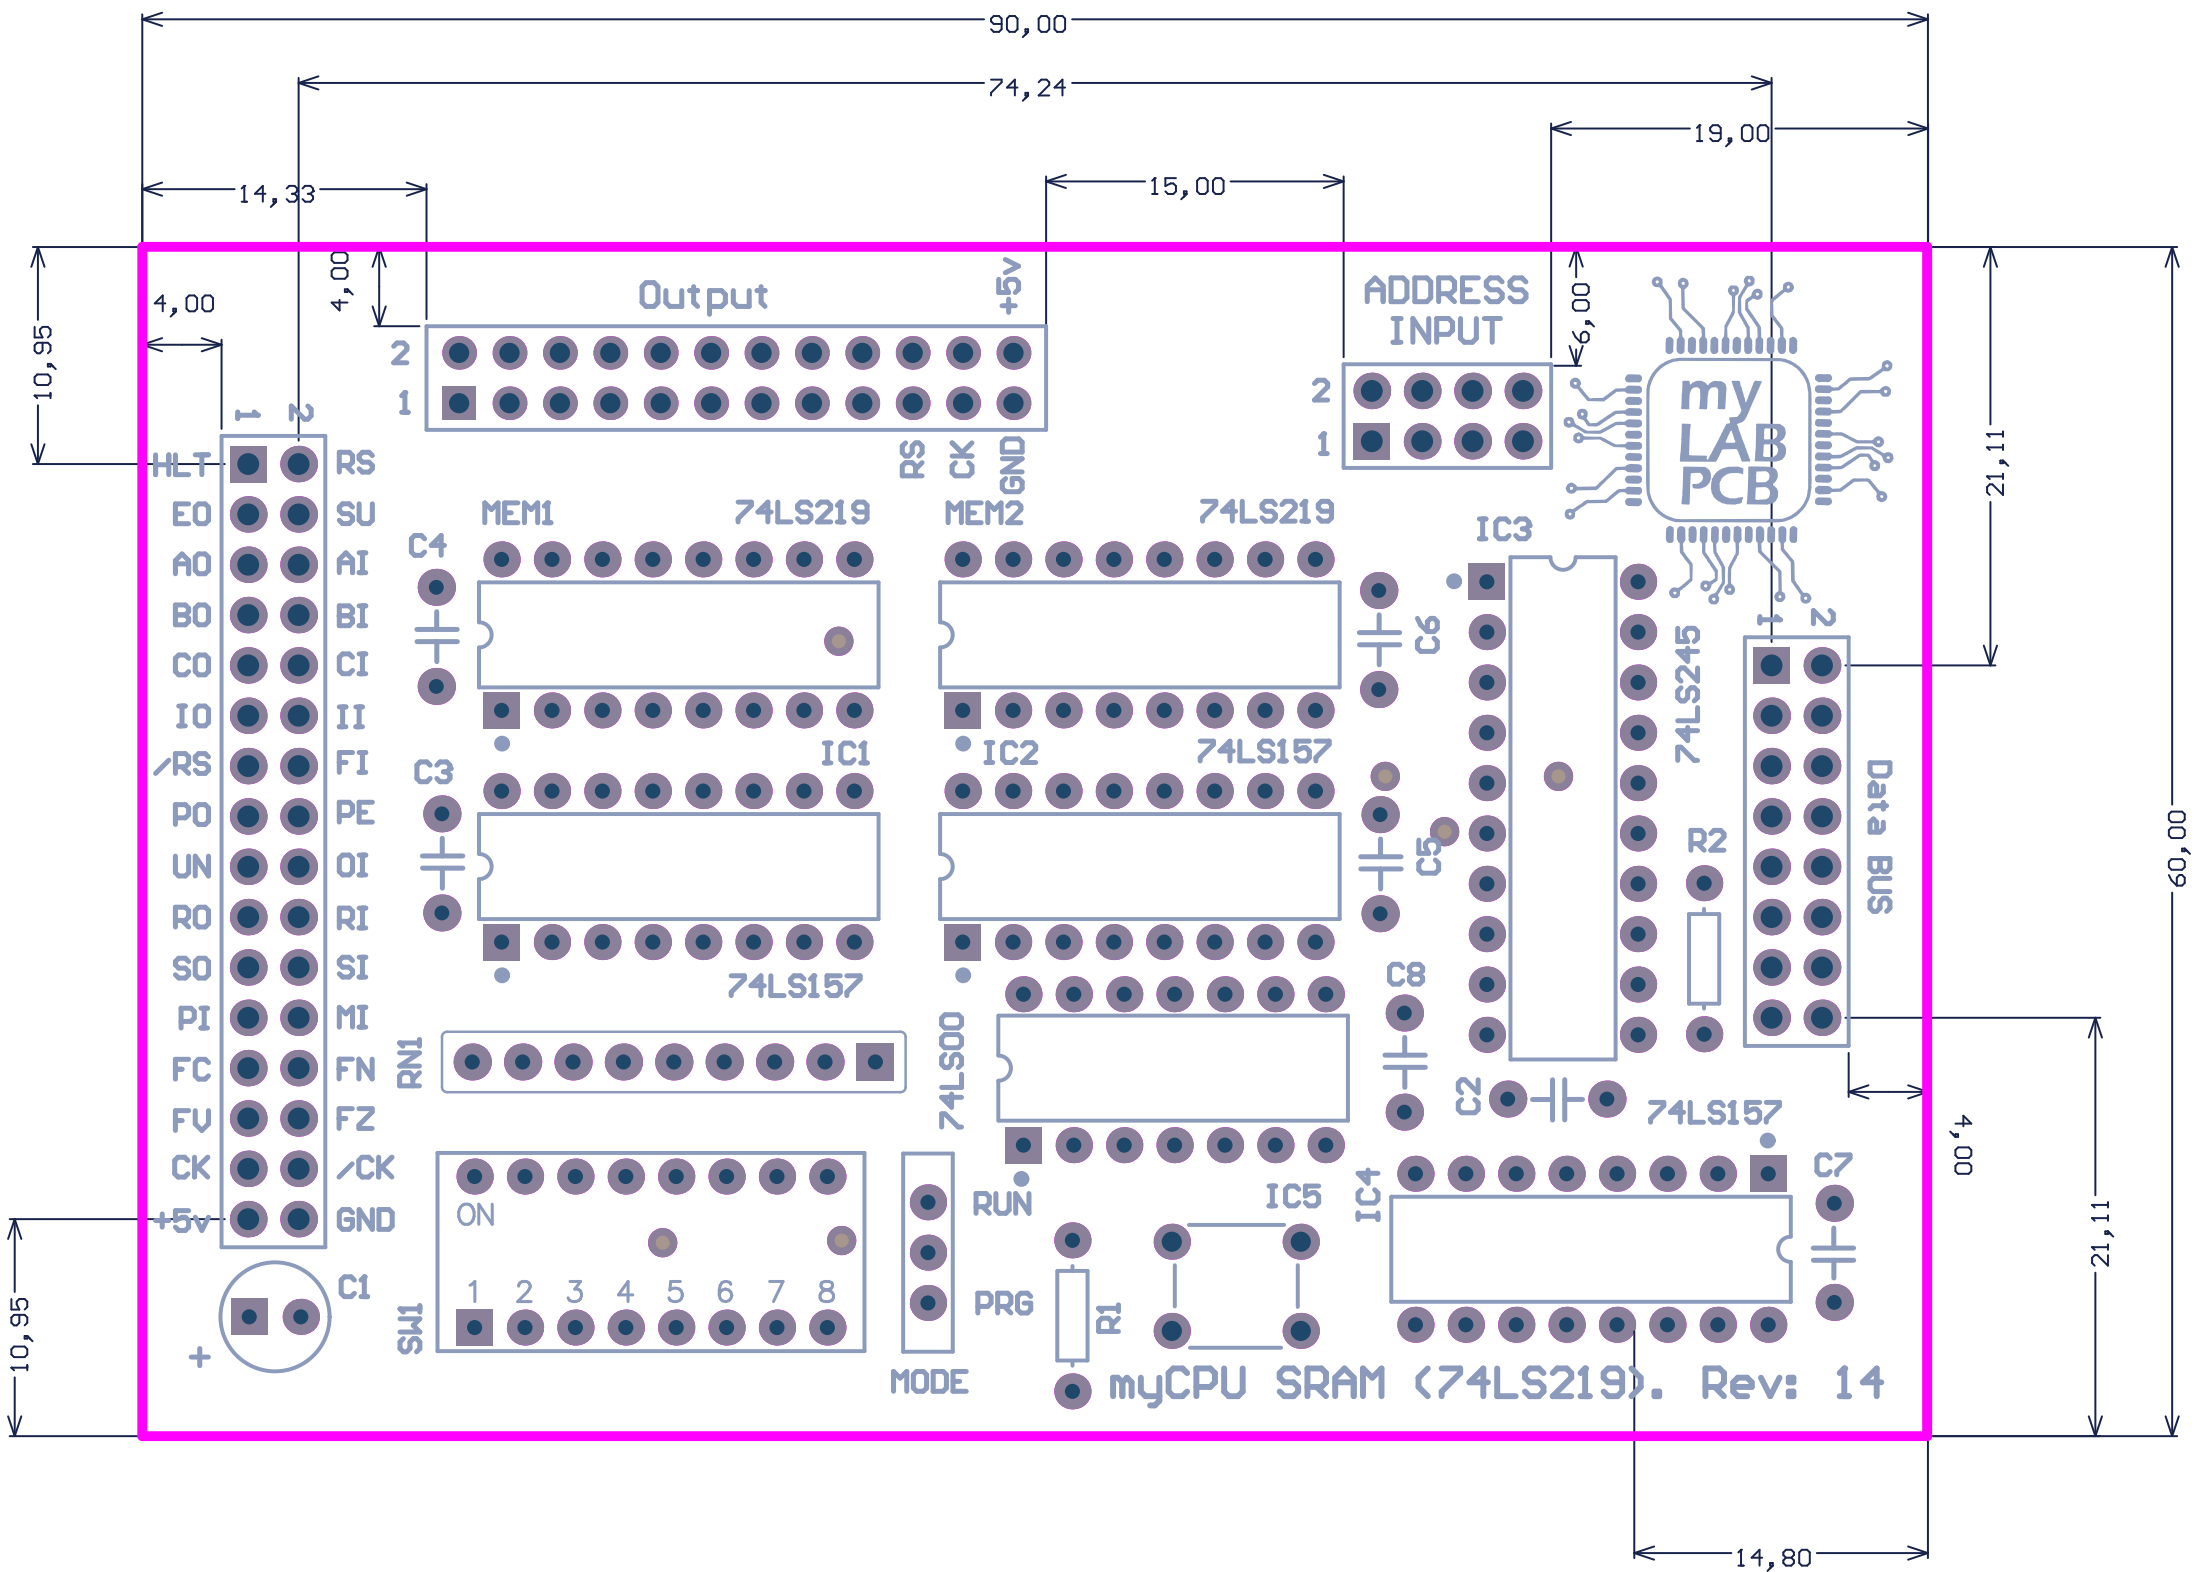 90,00
74,24
19,00
14,33
15,00
4,00
4,00
10,95
6,00
21,11
Output
+5v
ADDRESS
INPUT
2
1
2
1
RS
CK
GND
my
LAB
PCB
1
2
HLT
RS
EO
SU
AO
AI
BO
BI
CO
CI
IO
II
/RS
FI
PO
PE
UN
OI
RO
RI
SO
SI
PI
MI
FC
FN
FV
FZ
CK
/CK
+5v
GND
C4
MEM1
74LS219
MEM2
74LS219
IC3
C6
74LS245
1
2
C3
IC1
IC2
74LS157
C5
R2
Data BUS
60,00
74LS157
C8
RN1
74LS00
C2
74LS157
4,00
21,11
ON
1 2 3 4 5 6 7 8
SW1
RUN
PRG
MODE
IC5
IC4
C7
R1
C1
+
10,95
myCPU SRAM (74LS219). Rev: 14
14,80